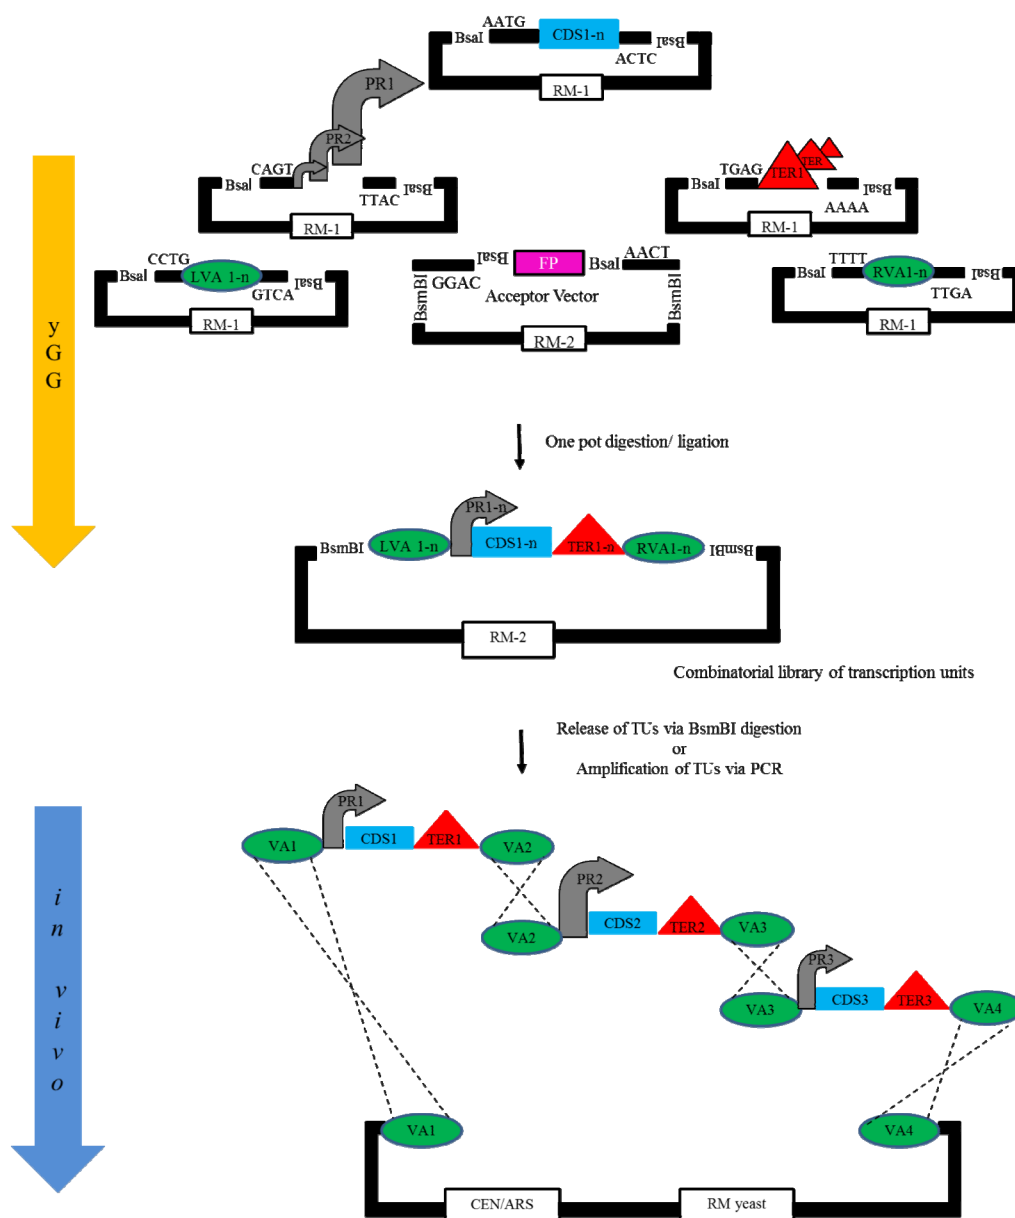 AATG
BsaI
CDS1-n
BsaI
ACTC
RM-1
PR1
PR2
CAGT
BsaI
BsaI
TTAC
RM-1
TGAG
TER
TER1
BsaI
BsaI
AAAA
RM-1
CCTG
BsaI
LVA 1-n
BsaI
GTCA
RM-1
BsaI
FP
BsaI
AACT
GGAC
BsmBI
BsmBI
Acceptor Vector
RM-2
TTTT
BsaI
RVA1-n
BsaI
TTGA
RM-1
y
G
G
One pot digestion/ ligation
PR1-n
BsmBI
LVA 1-n
CDS1-n
TER1-n
RVA1-n
BsmBI
RM-2
Combinatorial library of transcription units
Release of TUs via BsmBI digestion
or
Amplification of TUs via PCR
PR1
VA1
CDS1
TER1
VA2
PR2
VA2
CDS2
TER2
VA3
PR3
VA3
CDS3
TER3
VA4
i
n
v
i
v
o
VA1
VA4
CEN/ARS
RM yeast